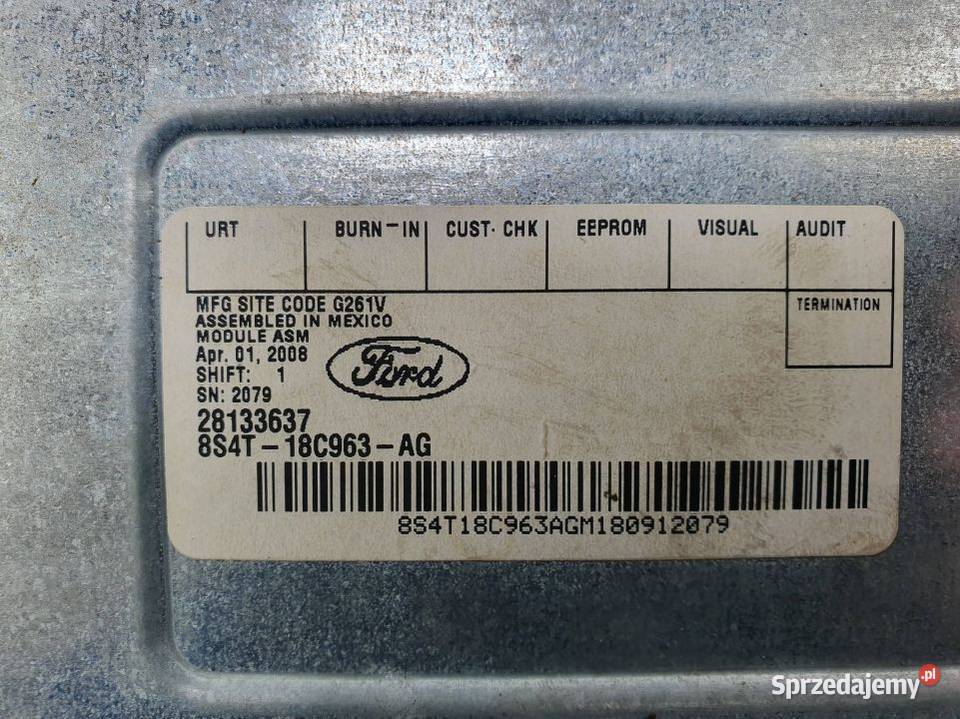 URT BURN-IN CUST. CHK EEPROM VISUAL AUDIT
TERMINATION
MFG SITE CODE G261V
ASSEMBLED IN MEXICO
MODULE ASM
Apr. 01, 2008
SHIFT: 1
SN: 2079
Ford
28133637
8S4T-18C963-AG
8S4T18C963AGM180912079
Sprzedajemy.pl